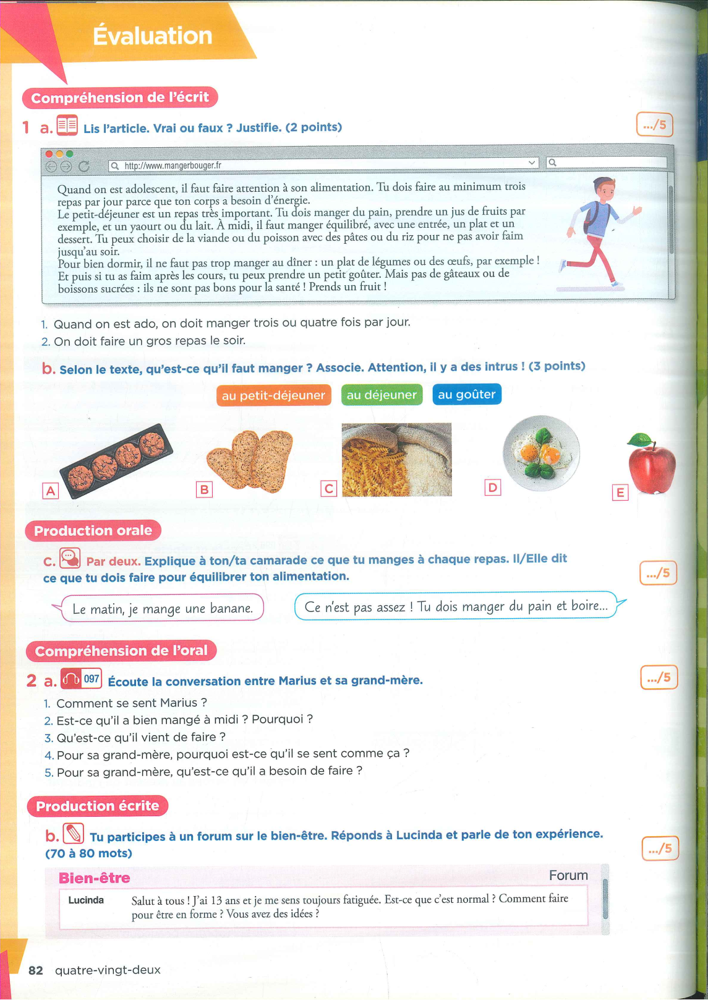 Évaluation
Compréhension de l'écrit
1 a. Lis l'article. Vrai ou faux ? Justifie. (2 points)
.../5
http://www.mangerbouger.fr
Quand on est adolescent, il faut faire attention à son alimentation. Tu dois faire au minimum trois
repas par jour parce que ton corps a besoin d'énergie.
Le petit-déjeuner est un repas très important. Tu dois manger du pain, prendre un jus de fruits par
exemple, et un yaourt ou du lait. À midi, il faut manger équilibré, avec une entrée, un plat et un
dessert. Tu peux choisir de la viande ou du poisson avec des pâtes ou du riz pour ne pas avoir faim
jusqu'au soir.
Pour bien dormir, il ne faut pas trop manger au dîner : un plat de légumes ou des œufs, par exemple !
Et puis si tu as faim après les cours, tu peux prendre un petit goûter. Mais pas de gâteaux ou de
boissons sucrées : ils ne sont pas bons pour la santé ! Prends un fruit !
1. Quand on est ado, on doit manger trois ou quatre fois par jour.
2. On doit faire un gros repas le soir.
b. Selon le texte, qu'est-ce qu'il faut manger ? Associe. Attention, il y a des intrus ! (3 points)
au petit-déjeuner au déjeuner au goûter
A B C D E
Production orale
c. Par deux. Explique à ton/ta camarade ce que tu manges à chaque repas. Il/Elle dit
ce que tu dois faire pour équilibrer ton alimentation.
.../5
Le matin, je mange une banane.
Ce n'est pas assez ! Tu dois manger du pain et boire...
Compréhension de l'oral
2 a. 097 Écoute la conversation entre Marius et sa grand-mère.
.../5
1. Comment se sent Marius ?
2. Est-ce qu'il a bien mangé à midi ? Pourquoi ?
3. Qu'est-ce qu'il vient de faire ?
4. Pour sa grand-mère, pourquoi est-ce qu'il se sent comme ça ?
5. Pour sa grand-mère, qu'est-ce qu'il a besoin de faire ?
Production écrite
b. Tu participes à un forum sur le bien-être. Réponds à Lucinda et parle de ton expérience.
(70 à 80 mots)
.../5
Bien-être Forum
Lucinda Salut à tous ! J'ai 13 ans et je me sens toujours fatiguée. Est-ce que c'est normal ? Comment faire
pour être en forme ? Vous avez des idées ?
82 quatre-vingt-deux